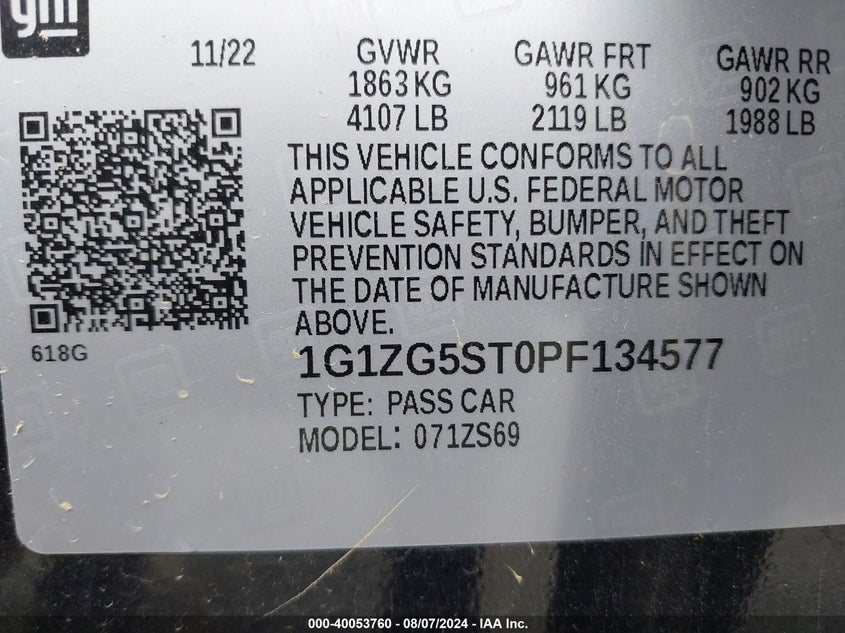 gm
11/22
GVWR
1863 KG
4107 LB
GAWR FRT
961 KG
2119 LB
GAWR RR
902 KG
1988 LB
THIS VEHICLE CONFORMS TO ALL
APPLICABLE U.S. FEDERAL MOTOR
VEHICLE SAFETY, BUMPER, AND THEFT
PREVENTION STANDARDS IN EFFECT ON
THE DATE OF MANUFACTURE SHOWN
ABOVE.
618G
1G1ZG5ST0PF134577
TYPE: PASS CAR
MODEL: 071ZS69
000-40053760 - 08/07/2024 - IAA Inc.